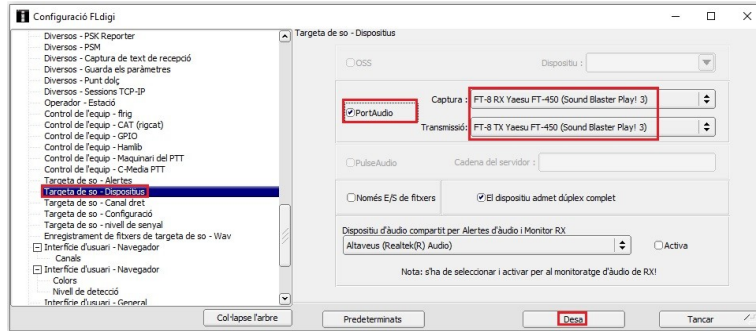 Configuració FLdigi
Diversos - PSK Reporter
Diversos - PSM
Diversos - Captura de text de recepció
Diversos - Guarda els paràmetres
Diversos - Punt dolç
Diversos - Sessions TCP-IP
Operador - Estació
Control de l'equip - flrig
Control de l'equip - CAT (rigcat)
Control de l'equip - GPIO
Control de l'equip - Hamlib
Control de l'equip - Maquinari del PTT
Control de l'equip - C-Media PTT
Targeta de so - Alertes
Targeta de so - Dispositius
Targeta de so - Canal dret
Targeta de so - Configuració
Targeta de so - nivell de senyal
Enregistrament de fitxers de targeta de so - Wav
Interfície d'usuari - Navegador
Canals
Interfície d'usuari - Navegador
Colors
Nivell de detecció
Interfície d'usuari - General
Col·lapse l'arbre
Targeta de so - Dispositius
OSS
Dispositiu :
PortAudio
Captura : FT-8 RX Yaesu FT-450 (Sound Blaster Play! 3)
Transmissió: FT-8 TX Yaesu FT-450 (Sound Blaster Play! 3)
PulseAudio
Cadena del servidor :
Només E/S de fitxers
El dispositiu admet dúplex complet
Dispositiu d'àudio compartit per Alertes d'àudio i Monitor RX
Altaveus (Realtek(R) Audio)
Activa
Nota: s'ha de seleccionar i activar per al monitoratge d'àudio de RX!
Predeterminats
Desa
Tancar